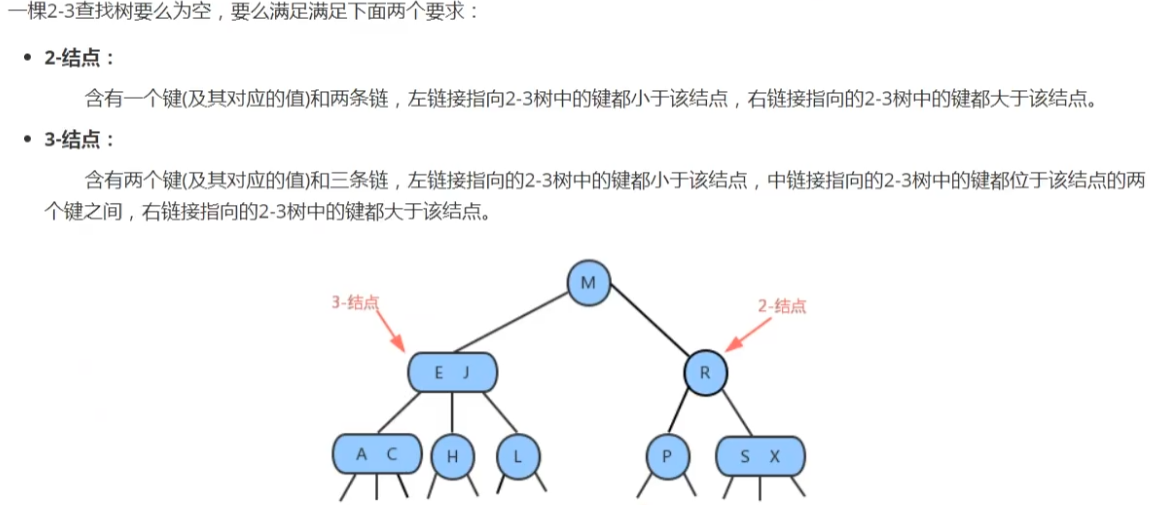 一棵2-3查找树要么为空，要么满足满足下面两个要求：
• 2-结点：
含有一个键(及其对应的值)和两条链，左链接指向2-3树中的键都小于该结点，右链接指向的2-3树中的键都大于该结点。
• 3-结点：
含有两个键(及其对应的值)和三条链，左链接指向的2-3树中的键都小于该结点，中链接指向的2-3树中的键都位于该结点的两
个键之间，右链接指向的2-3树中的键都大于该结点。
M
3-结点
2-结点
E J
R
A C
H
L
P
S X